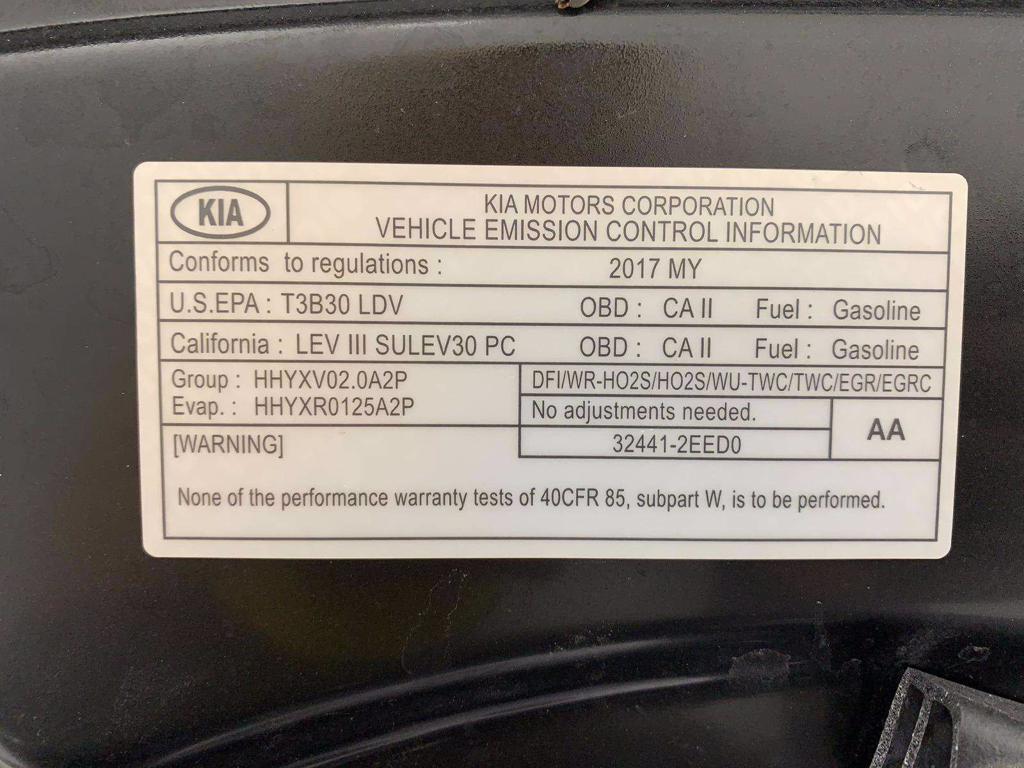 KIA
KIA MOTORS CORPORATION
VEHICLE EMISSION CONTROL INFORMATION
Conforms to regulations : 2017 MY
U.S.EPA : T3B30 LDV OBD : CA II Fuel : Gasoline
California : LEV III SULEV30 PC OBD : CA II Fuel : Gasoline
Group : HHYXV02.0A2P
Evap. : HHYXR0125A2P
DFI/WR-HO2S/HO2S/WU-TWC/TWC/EGR/EGRC
No adjustments needed.
32441-2EED0
AA
[WARNING]
None of the performance warranty tests of 40CFR 85, subpart W, is to be performed.